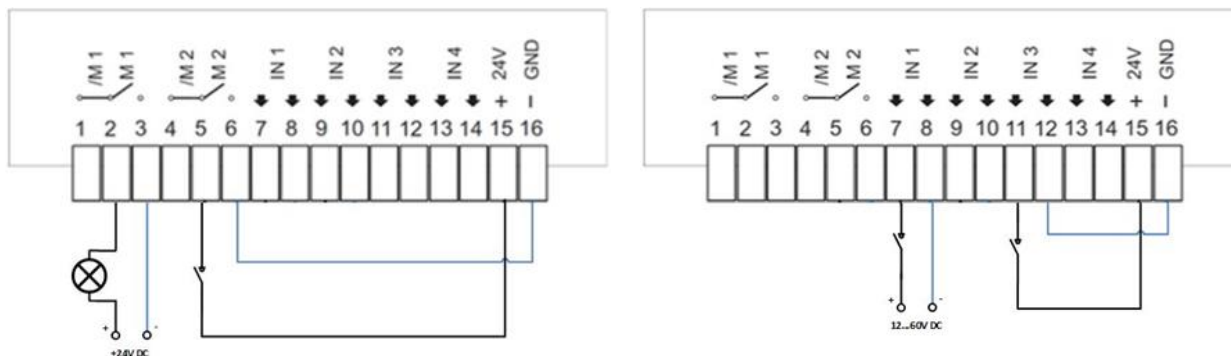 /M 1 M 1 /M 2 M 2 IN 1 IN 2 IN 3 IN 4 24V GND
+ −
1 2 3 4 5 6 7 8 9 10 11 12 13 14 15 16
+ -
+24V DC
/M 1 M 1 /M 2 M 2 IN 1 IN 2 IN 3 IN 4 24V GND
+ −
1 2 3 4 5 6 7 8 9 10 11 12 13 14 15 16
+ -
12...60V DC